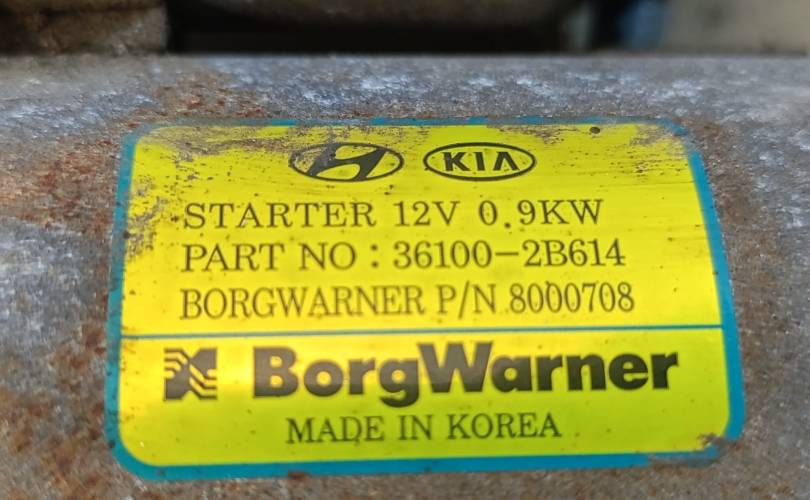 KIA
STARTER 12V 0.9KW
PART NO : 36100-2B614
BORGWARNER P/N 8000708
BorgWarner
MADE IN KOREA